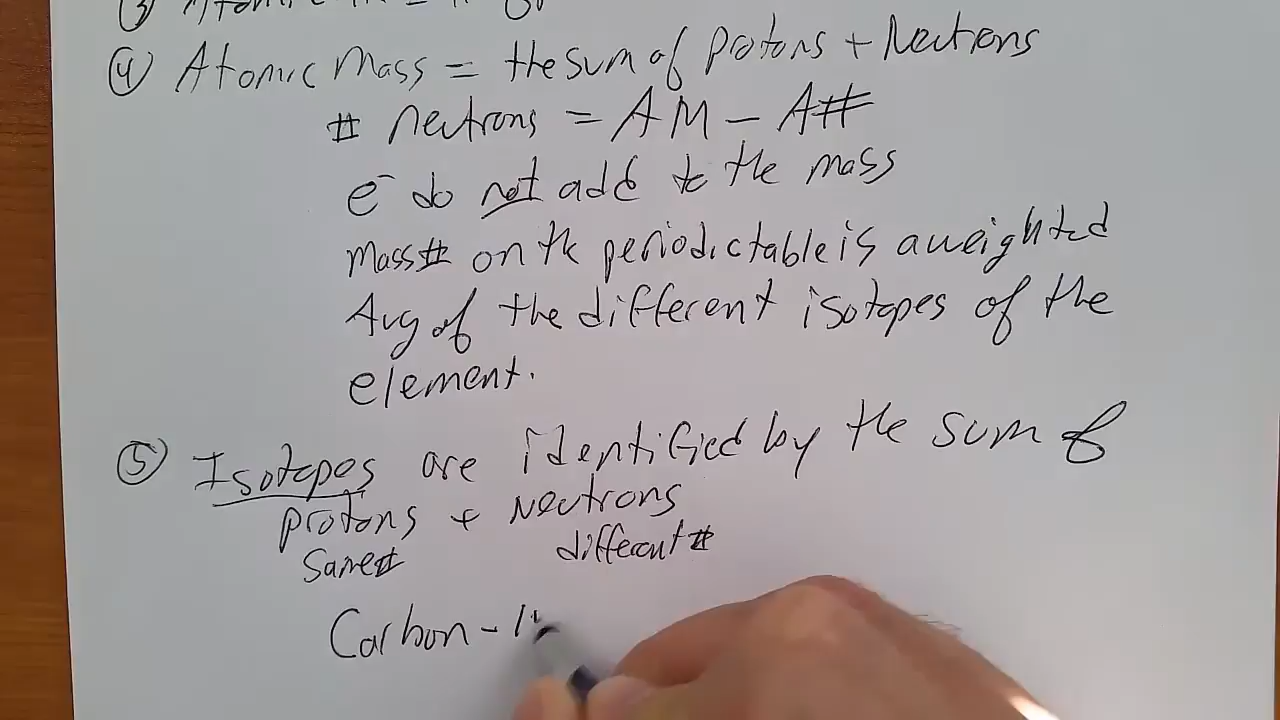 ④ Atomic Mass = the sum of protons + Neutrons
# neutrons = AM - A#
e⁻ do not add to the mass
Mass# on the periodic table is a weighted
Avg of the different isotopes of the
element.
⑤ Isotopes are identified by the sum of
protons + Neutrons
Same# different#
Carbon - 1